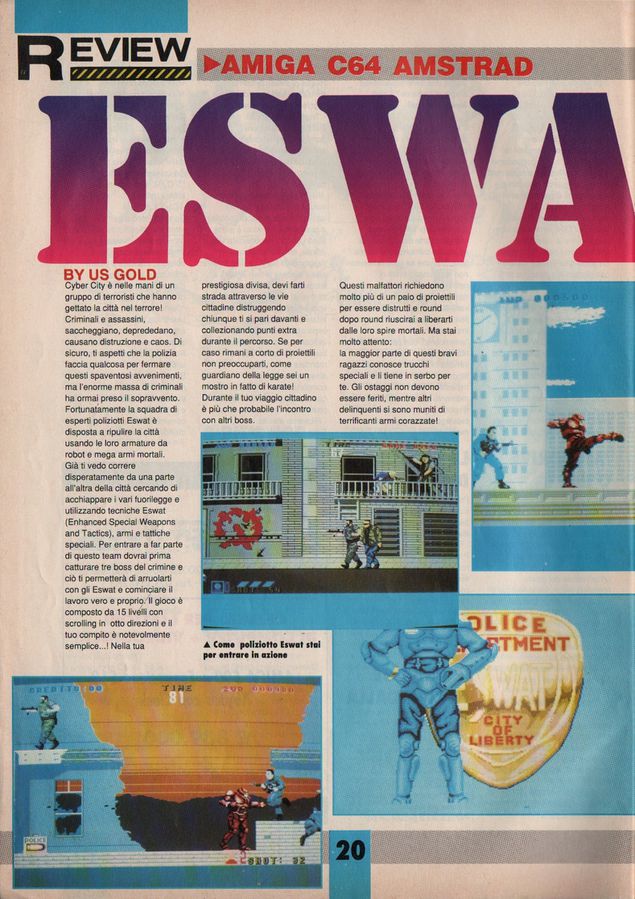 REVIEW
▶AMIGA C64 AMSTRAD
ESWA
BY US GOLD
Cyber City è nelle mani di un
gruppo di terroristi che hanno
gettato la città nel terrore!
Criminali e assassini,
saccheggiano, deprededano,
causano distruzione e caos. Di
sicuro, ti aspetti che la polizia
faccia qualcosa per fermare
questi spaventosi avvenimenti,
ma l'enorme massa di criminali
ha ormai preso il sopravvento.
Fortunatamente la squadra di
esperti poliziotti Eswat è
disposta a ripulire la città
usando le loro armature da
robot e mega armi mortali.
Già ti vedo correre
disperatamente da una parte
all'altra della città cercando di
acchiappare i vari fuorilegge e
utilizzando tecniche Eswat
(Enhanced Special Weapons
and Tactics), armi e tattiche
speciali. Per entrare a far parte
di questo team dovrai prima
catturare tre boss del crimine e
ciò ti permetterà di arruolarti
con gli Eswat e cominciare il
lavoro vero e proprio. Il gioco è
composto da 15 livelli con
scrolling in otto direzioni e il
tuo compito è notevolmente
semplice...! Nella tua
prestigiosa divisa, devi farti
strada attraverso le vie
cittadine distruggendo
chiunque ti si pari davanti e
collezionando punti extra
durante il percorso. Se per
caso rimani a corto di proiettili
non preoccuparti, come
guardiano della legge sei un
mostro in fatto di karate!
Durante il tuo viaggio cittadino
è più che probabile l'incontro
con altri boss.
Questi malfattori richiedono
molto più di un paio di proiettili
per essere distrutti e round
dopo round riuscirai a liberarti
dalle loro spire mortali. Ma stai
molto attento:
la maggior parte di questi bravi
ragazzi conosce trucchi
speciali e li tiene in serbo per
te. Gli ostaggi non devono
essere feriti, mentre altri
delinquenti si sono muniti di
terrificanti armi corazzate!
▲ Come poliziotto Eswat stai
per entrare in azione
OLICE
TMENT
SWAT
CITY
OF
LIBERTY
CREDITS 00
TIME
81
POLICE
SHOT: 32
20